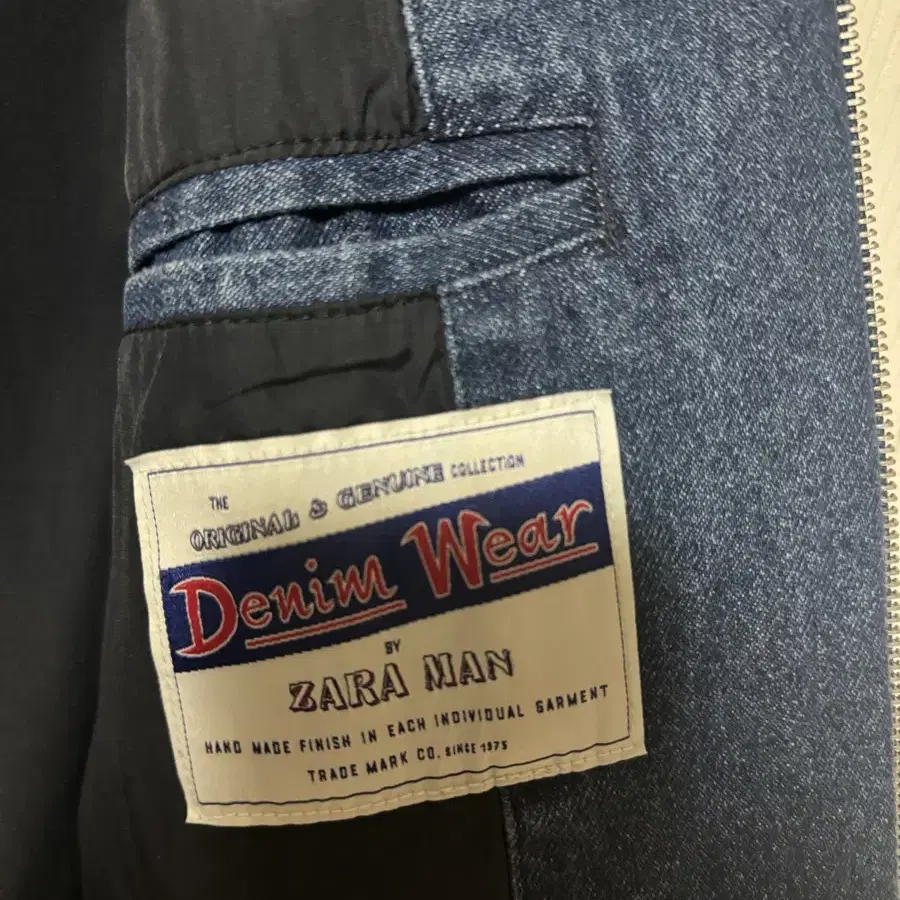 THE ORIGINAL & GENUINE COLLECTION
Denim Wear
BY
ZARA MAN
HAND MADE FINISH IN EACH INDIVIDUAL GARMENT
TRADE MARK CO. SINCE 1975